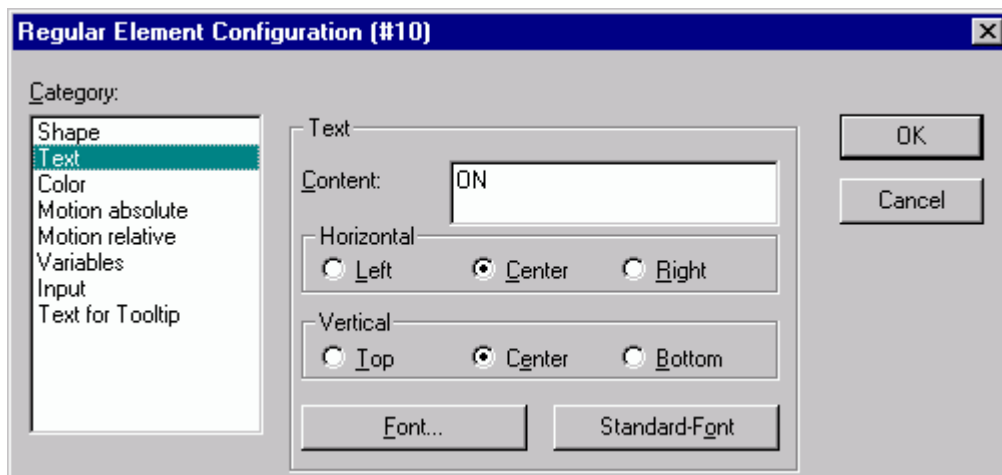 Regular Element Configuration (#10)
Category:
Shape
Text
Color
Motion absolute
Motion relative
Variables
Input
Text for Tooltip
Text
Content:
ON
Horizontal
Left Center Right
Vertical
Top Center Bottom
Font... Standard-Font
OK
Cancel